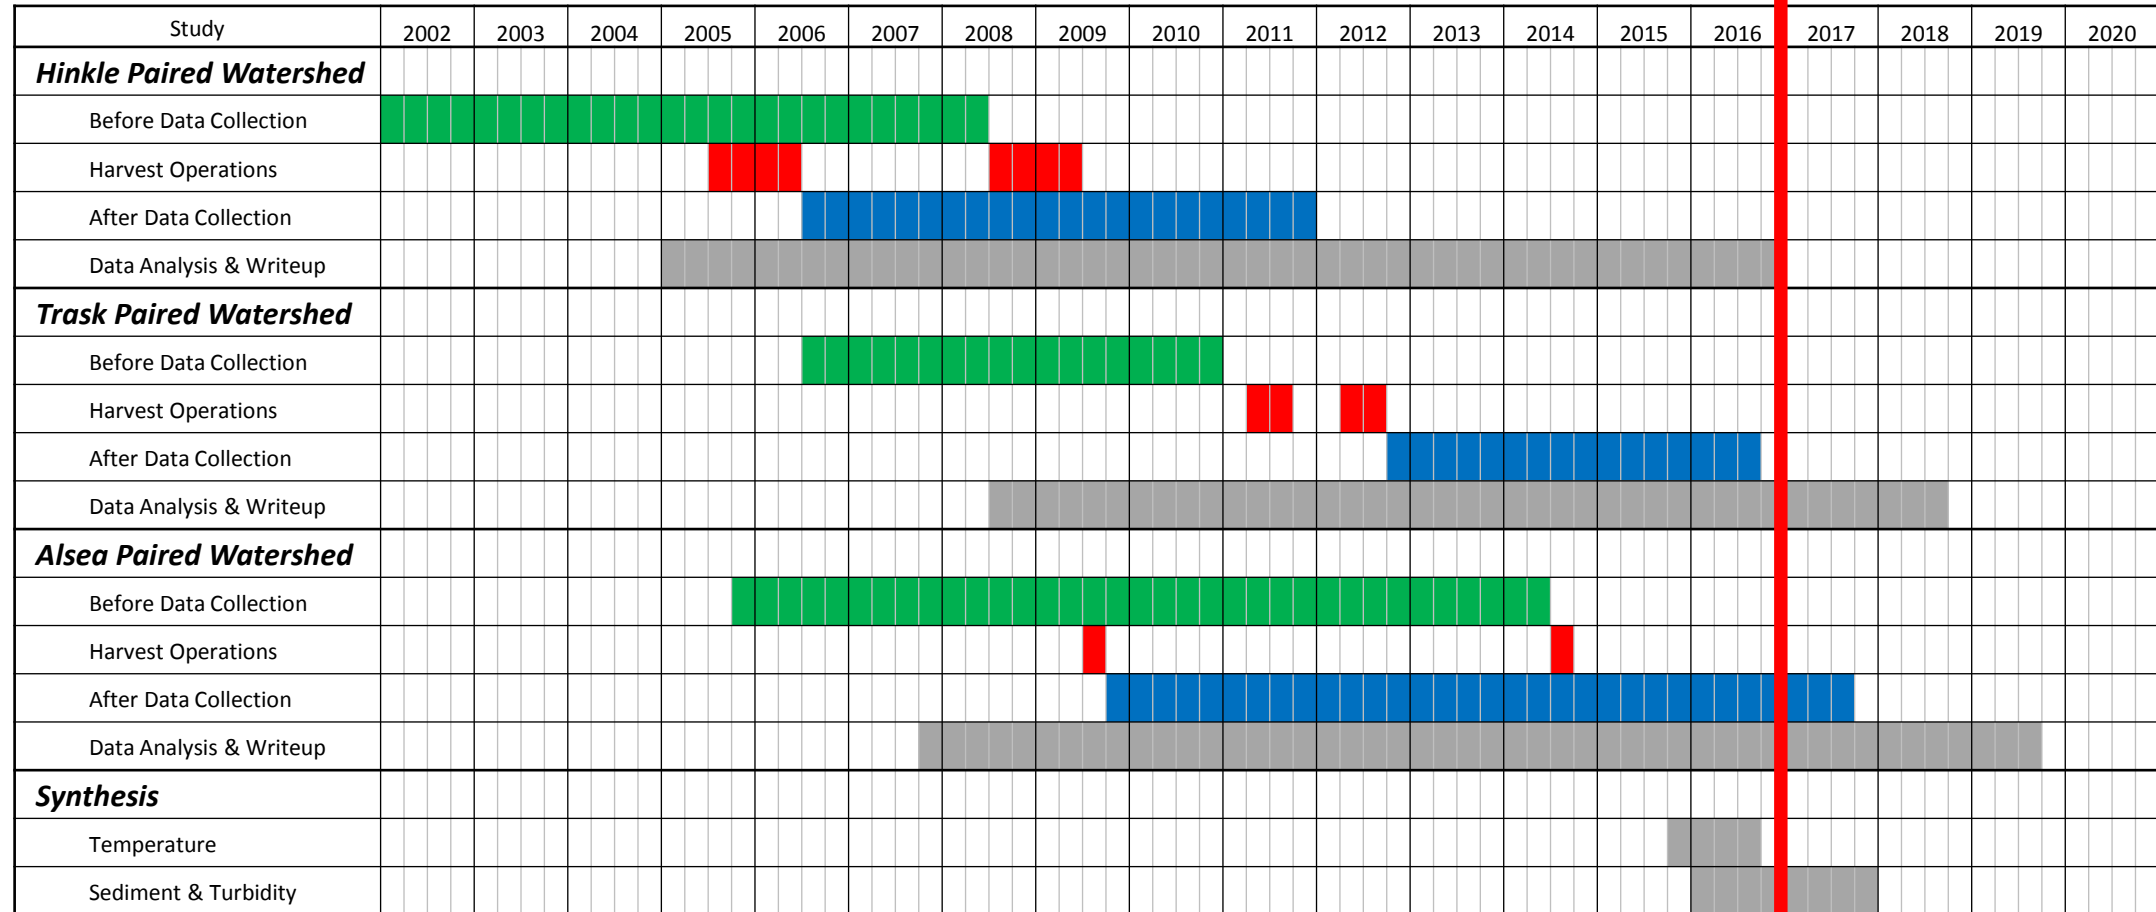 Study 2002 2003 2004 2005 2006 2007 2008 2009 2010 2011 2012 2013 2014 2015 2016 2017 2018 2019 2020
Hinkle Paired Watershed
Before Data Collection
Harvest Operations
After Data Collection
Data Analysis & Writeup
Trask Paired Watershed
Before Data Collection
Harvest Operations
After Data Collection
Data Analysis & Writeup
Alsea Paired Watershed
Before Data Collection
Harvest Operations
After Data Collection
Data Analysis & Writeup
Synthesis
Temperature
Sediment & Turbidity